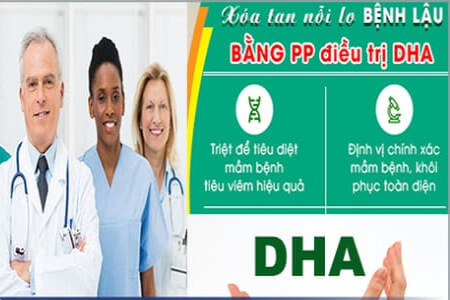 Xóa tan nỗi lo BỆNH LẬU
BẰNG PP điều trị DHA
Triệt để tiêu diệt
mầm bệnh
tiêu viêm hiệu quả
Định vị chính xác
mầm bệnh, khôi
phục toàn diện
DHA